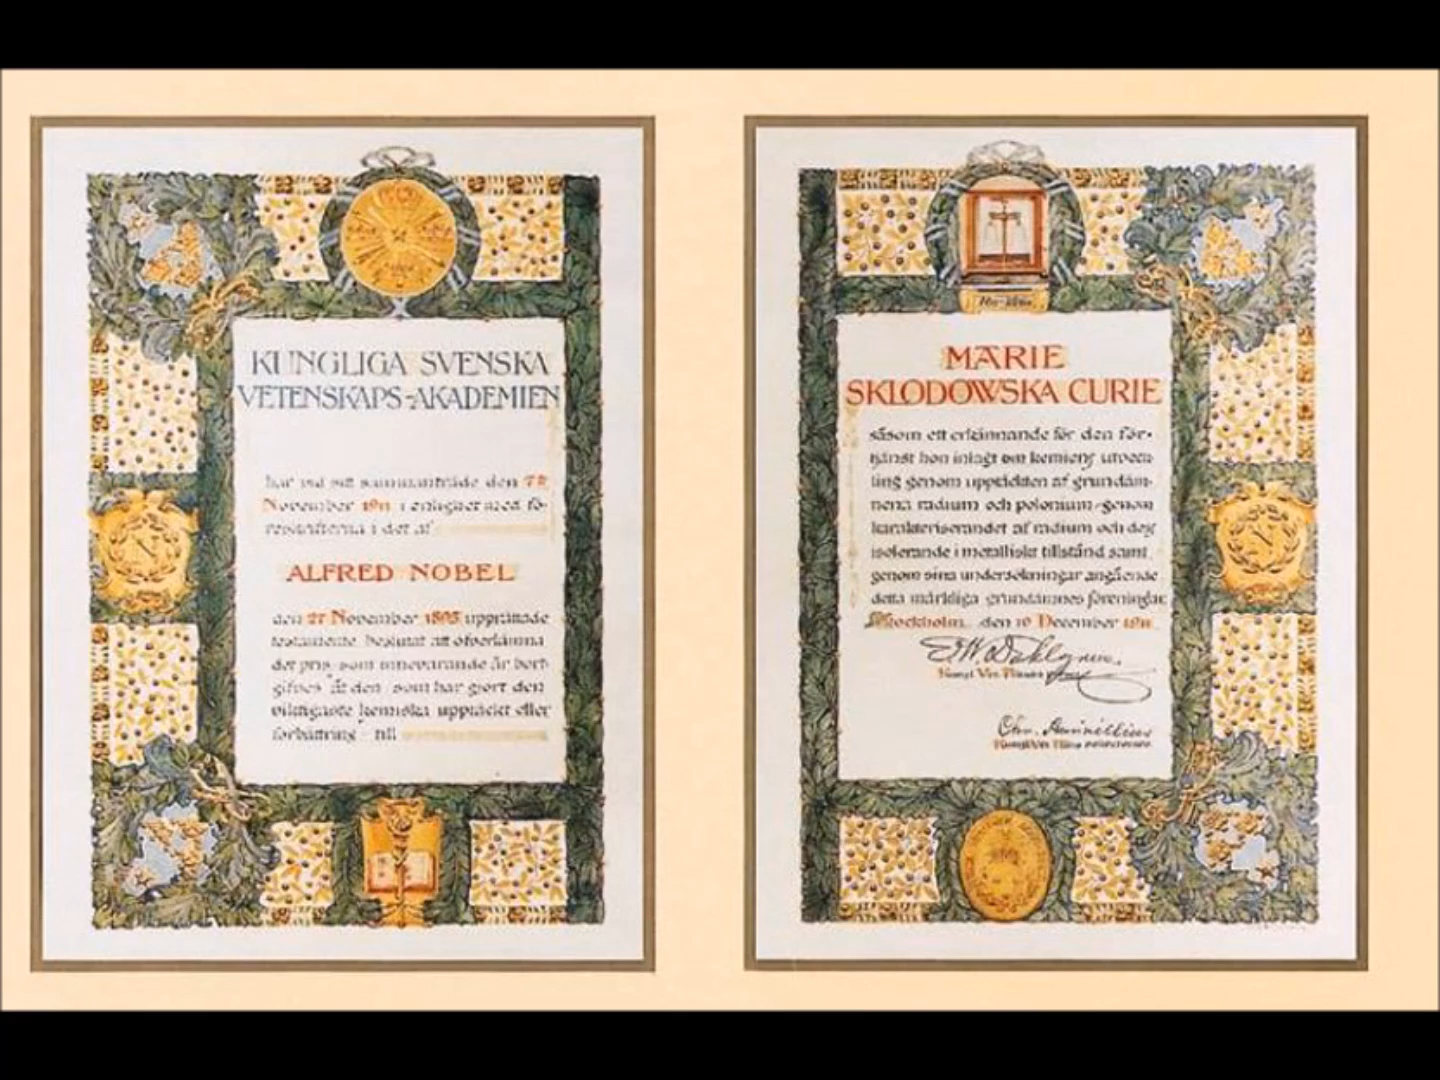 KUNGLIGA SVENSKA
VETENSKAPS-AKADEMIEN
har vid sitt sammanträde den
November 1911 i enlighet med fö-
reskrifterna i det af
ALFRED NOBEL
den 27 November 1895 upprättade
testamente beslutat att öfverlämna
det pris, som innevarande år bort-
gifves åt den som har gjort den
viktigaste kemiska upptäckt eller
förbättring till
MARIE
SKLODOWSKA CURIE
såsom ett erkännande för den för-
tjänst hon inlagt om kemiens utveck-
ling genom upptäckten af grundäm-
nena radium och polonium, genom
karakteriserandet af radium och dess
isolerande i metalliskt tillstånd samt
genom sina undersökningar angående
detta märkliga grundämnes föreningar.
Stockholm den 10 December 1911